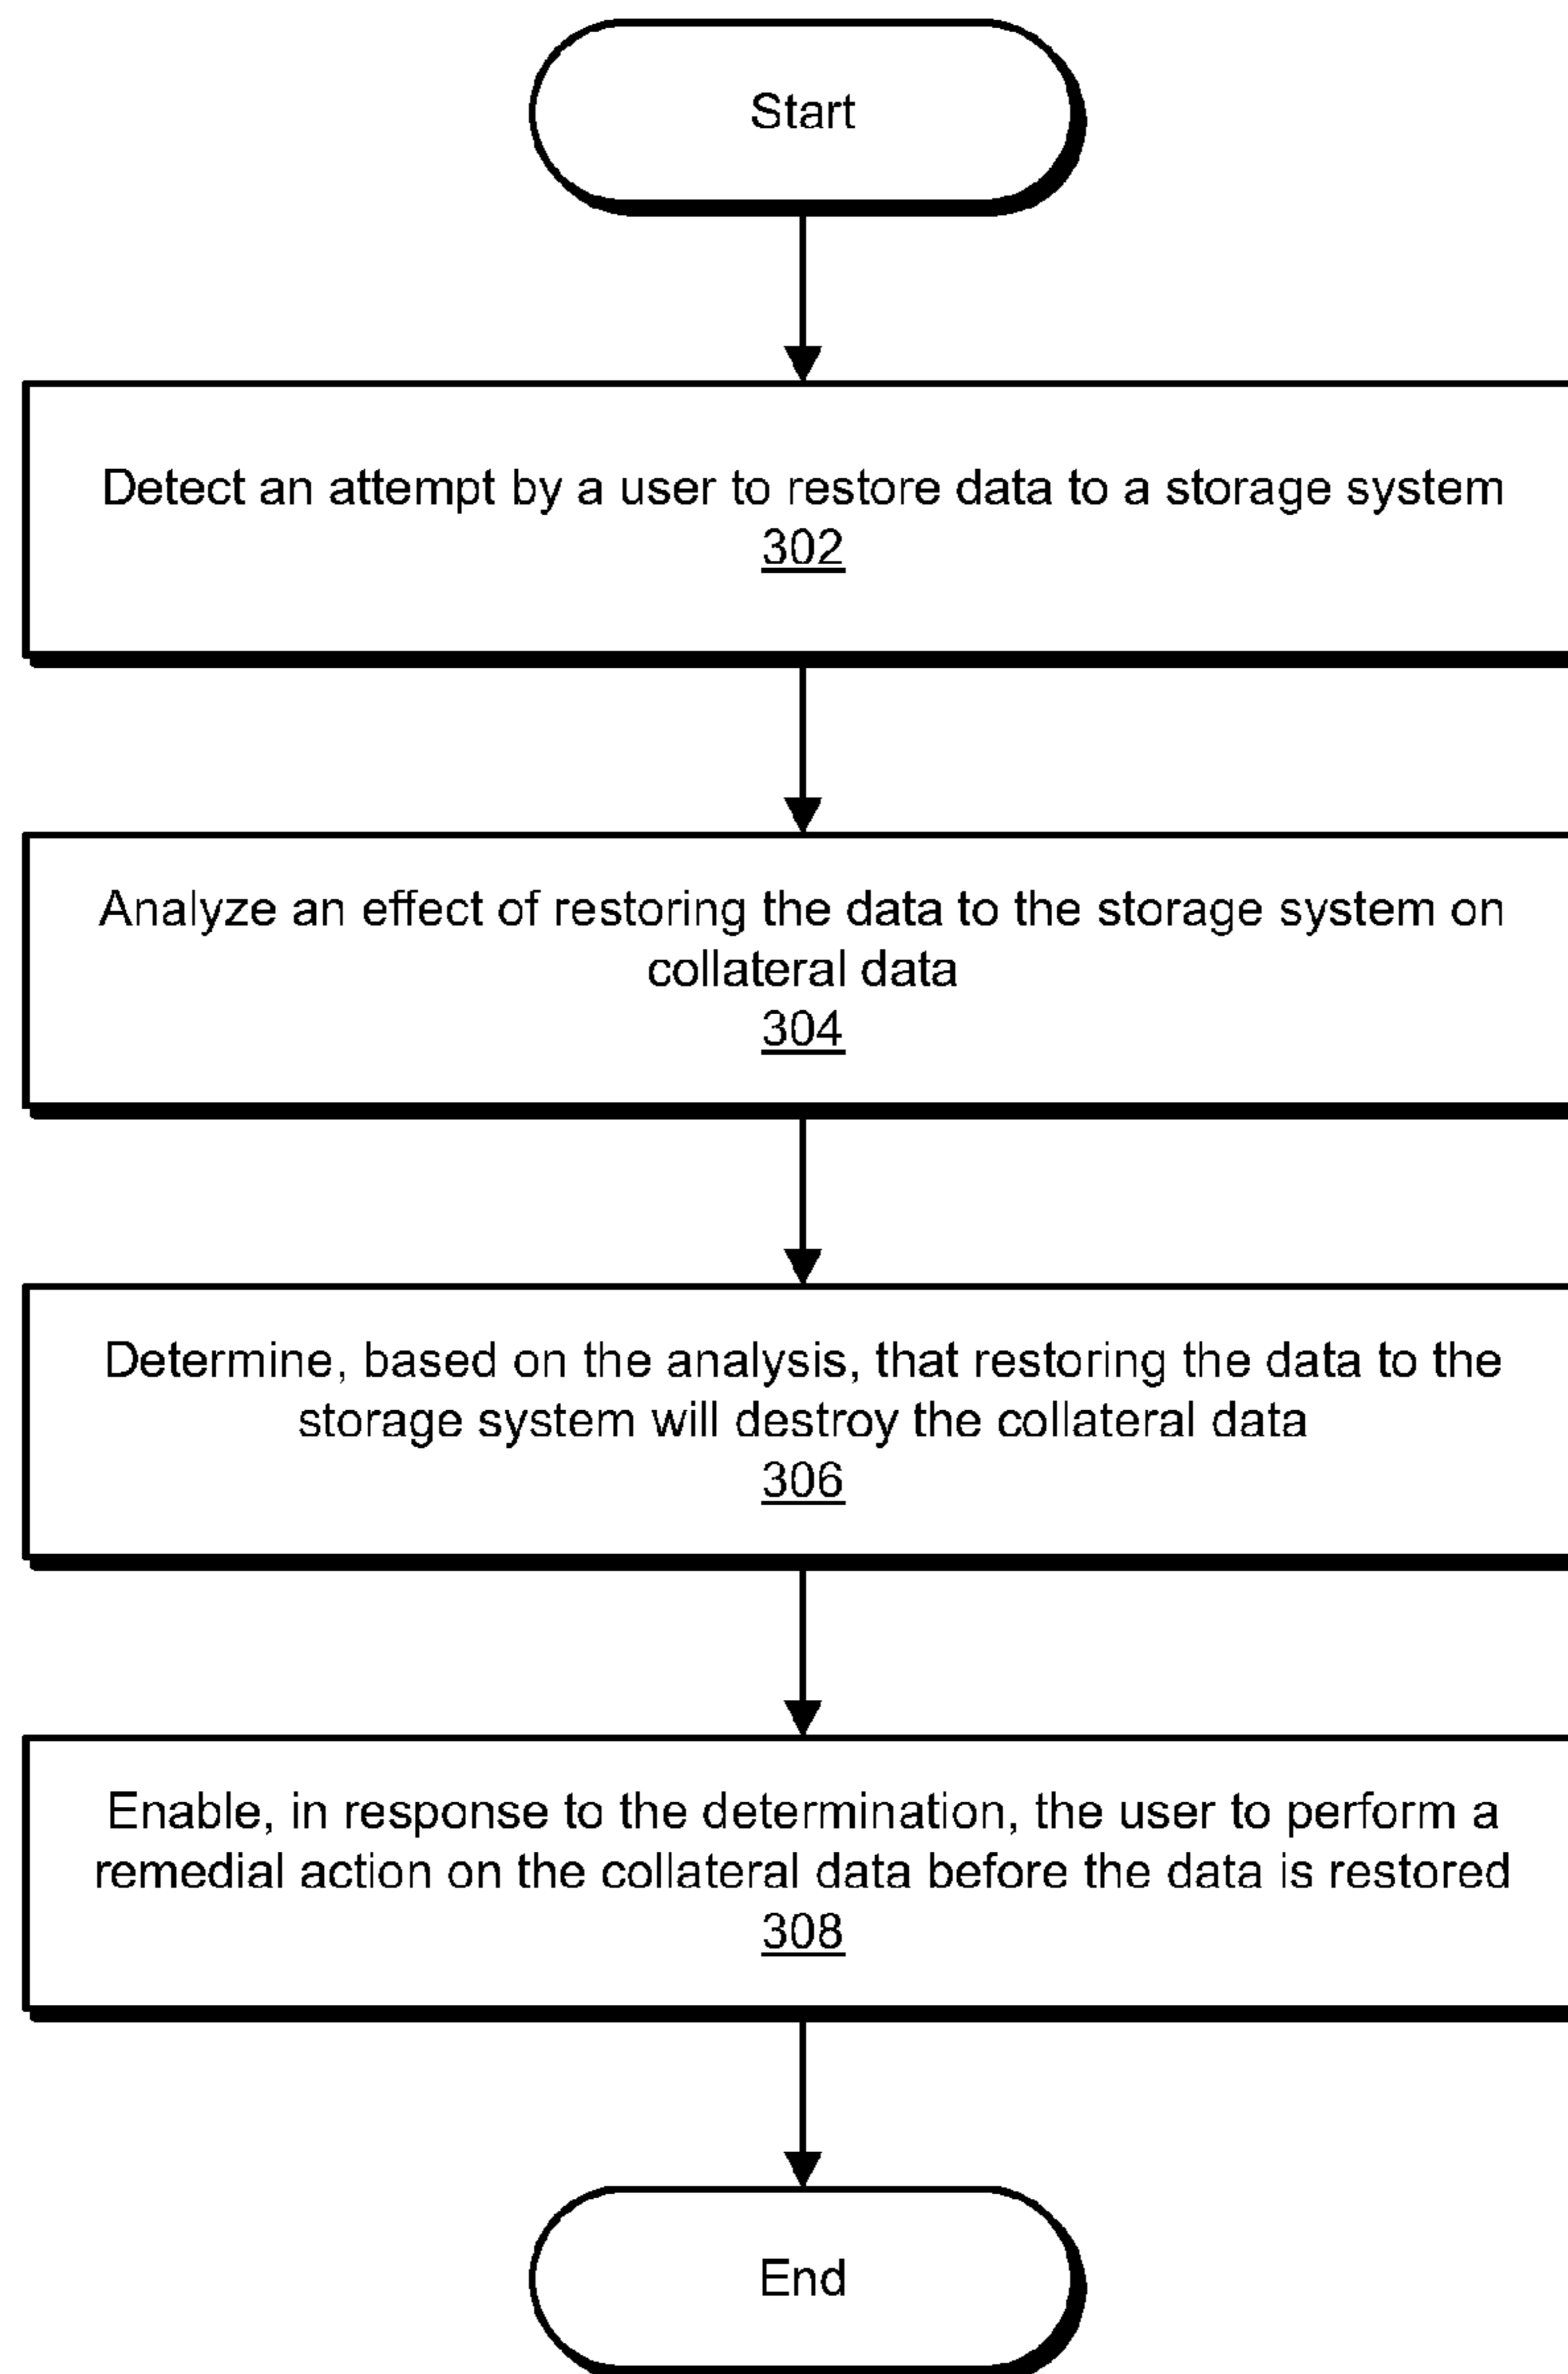 Start
Detect an attempt by a user to restore data to a storage system
302
Analyze an effect of restoring the data to the storage system on
collateral data
304
Determine, based on the analysis, that restoring the data to the
storage system will destroy the collateral data
306
Enable, in response to the determination, the user to perform a
remedial action on the collateral data before the data is restored
308
End